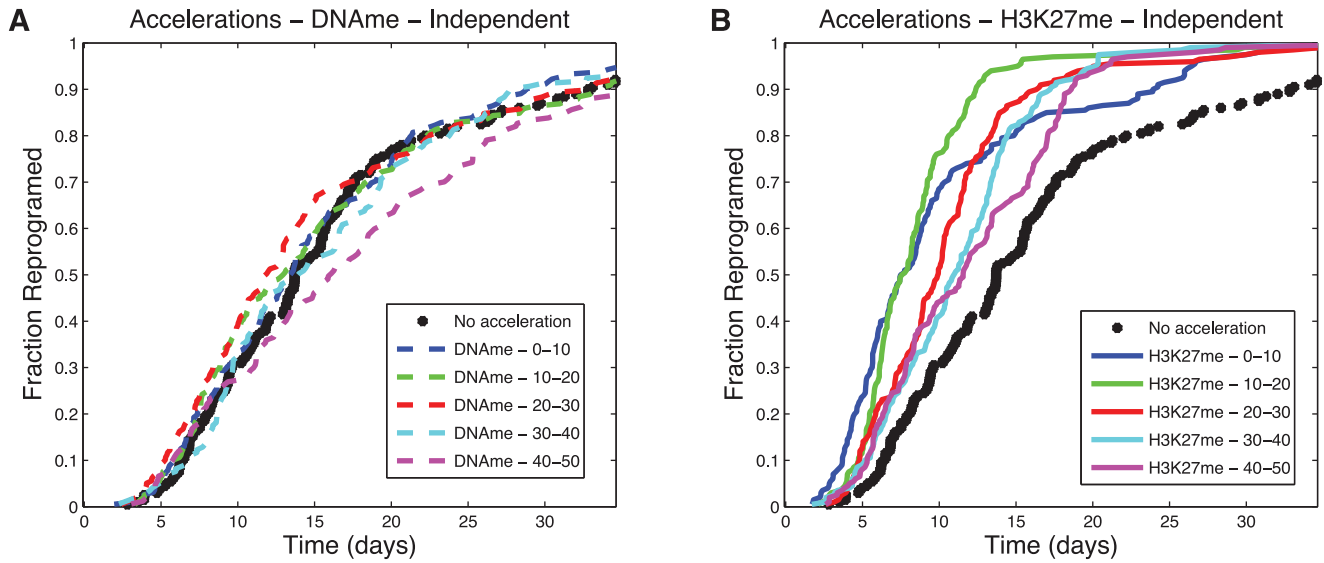 A
Accelerations – DNAme – Independent
Fraction Reprogramed
1
0.9
0.8
0.7
0.6
0.5
0.4
0.3
0.2
0.1
0
0 5 10 15 20 25 30
Time (days)
No acceleration
DNAme – 0–10
DNAme – 10–20
DNAme – 20–30
DNAme – 30–40
DNAme – 40–50
B
Accelerations – H3K27me – Independent
Fraction Reprogramed
1
0.9
0.8
0.7
0.6
0.5
0.4
0.3
0.2
0.1
0
0 5 10 15 20 25 30
Time (days)
No acceleration
H3K27me – 0–10
H3K27me – 10–20
H3K27me – 20–30
H3K27me – 30–40
H3K27me – 40–50